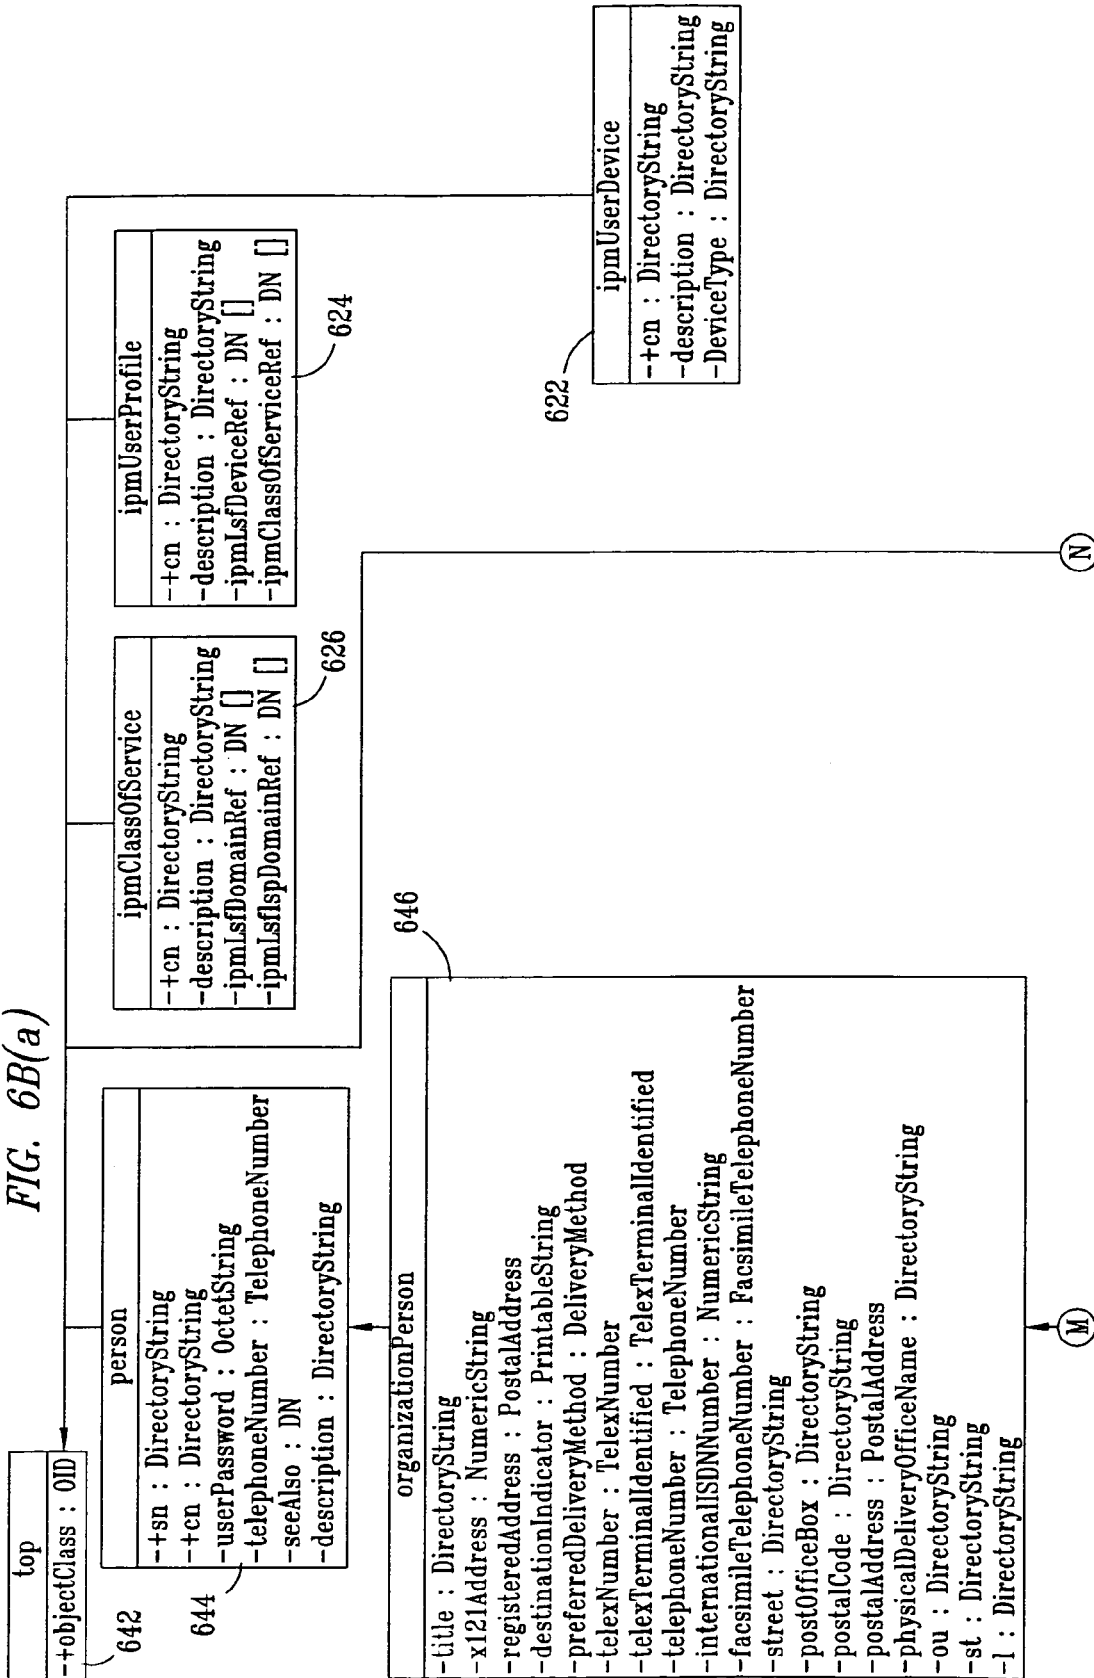 FIG. 6B(a)
top
-+objectClass : OID
642
person
-+sn : DirectoryString
-+cn : DirectoryString
-userPassword : OctetString
-telephoneNumber : TelephoneNumber
-seeAlso : DN
-description : DirectoryString
644
organizationPerson
-title : DirectoryString
-x121Address : NumericString
-registeredAddress : PostalAddress
-destinationIndicator : PrintableString
-preferredDeliveryMethod : DeliveryMethod
-telexNumber : TelexNumber
-telexTerminalIdentified : TelexTerminalIdentified
-telephoneNumber : TelephoneNumber
-internationalISDNNumber : NumericString
-facsimileTelephoneNumber : FacsimileTelephoneNumber
-street : DirectoryString
-postOfficeBox : DirectoryString
-postalCode : DirectoryString
-postalAddress : PostalAddress
-physicalDeliveryOfficeName : DirectoryString
-ou : DirectoryString
-st : DirectoryString
-l : DirectoryString
646
M
ipmClassOfService
-+cn : DirectoryString
-description : DirectoryString
-ipmLsfDomainRef : DN []
-ipmLsfIspDomainRef : DN []
626
ipmUserProfile
-+cn : DirectoryString
-description : DirectoryString
-ipmLsfDeviceRef : DN []
-ipmClassOfServiceRef : DN []
624
ipmUserDevice
-+cn : DirectoryString
-description : DirectoryString
-DeviceType : DirectoryString
622
N